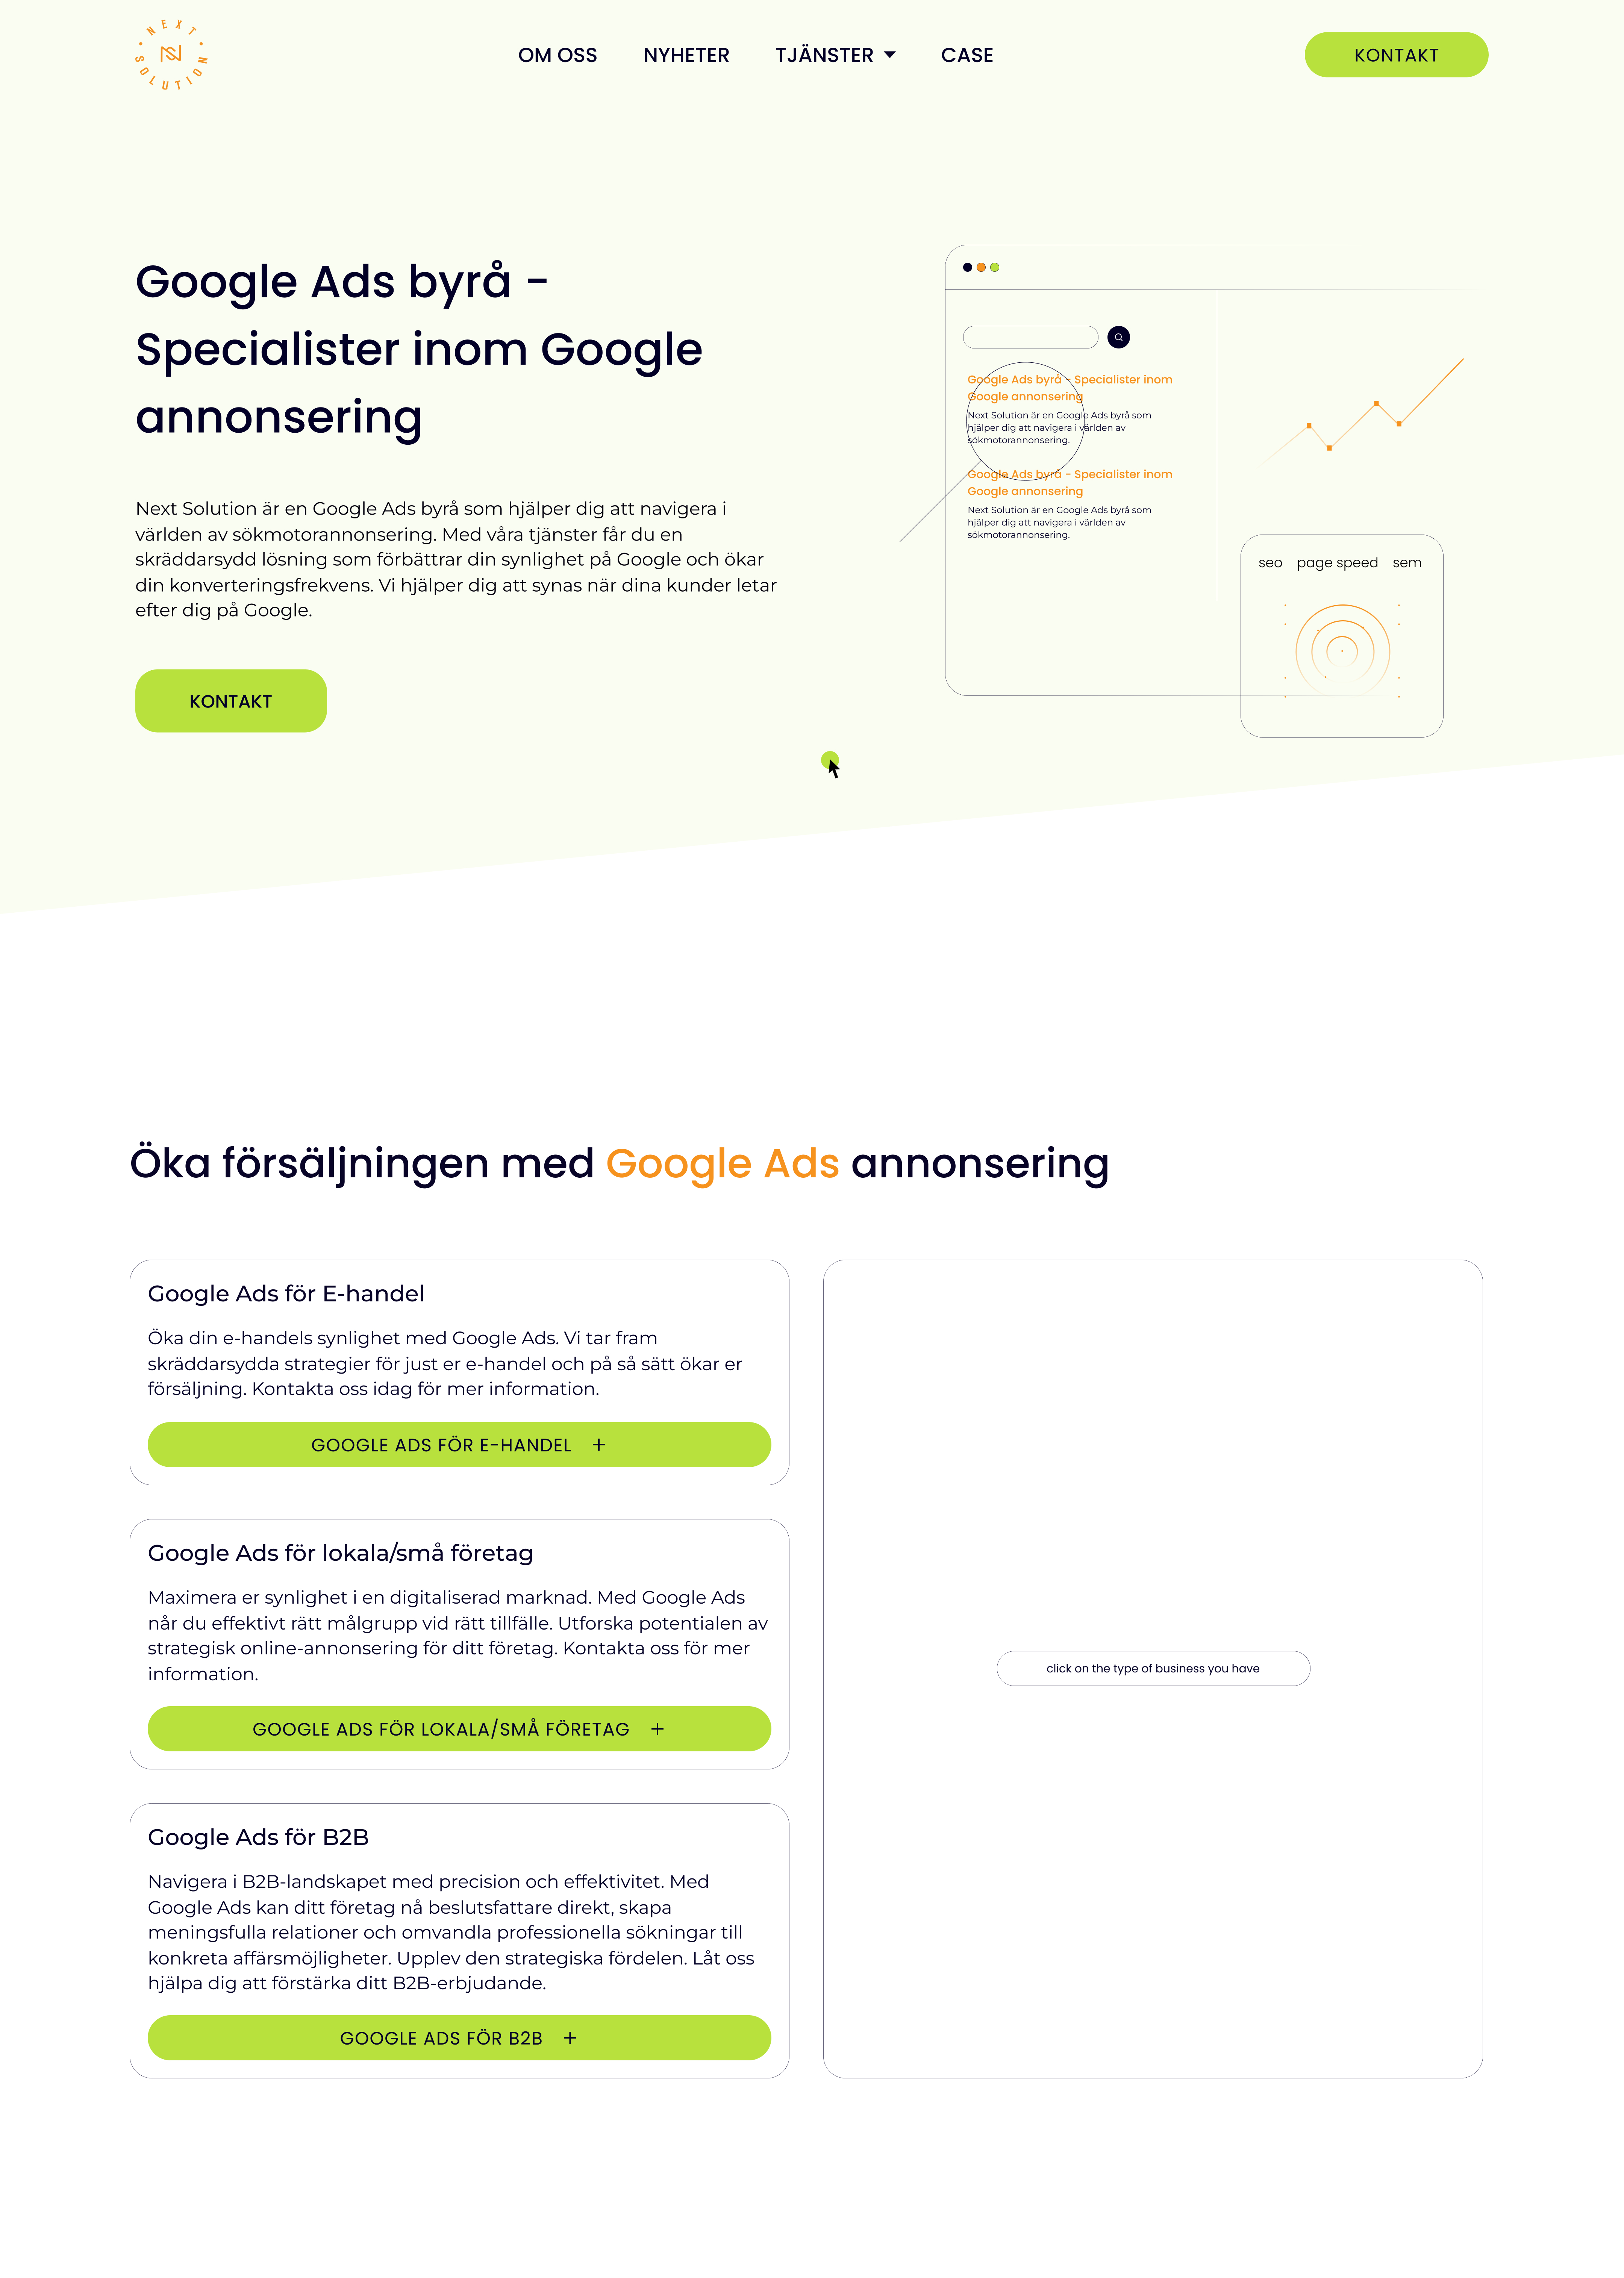 NEXT SOLUTION
N
OM OSS
NYHETER
TJÄNSTER
CASE
KONTAKT
Google Ads byrå -
Specialister inom Google
annonsering
Next Solution är en Google Ads byrå som hjälper dig att navigera i
världen av sökmotorannonsering. Med våra tjänster får du en
skräddarsydd lösning som förbättrar din synlighet på Google och ökar
din konverteringsfrekvens. Vi hjälper dig att synas när dina kunder letar
efter dig på Google.
KONTAKT
Google Ads byrå - Specialister inom
Google annonsering
Next Solution är en Google Ads byrå som
hjälper dig att navigera i världen av
sökmotorannonsering.
Google Ads byrå - Specialister inom
Google annonsering
Next Solution är en Google Ads byrå som
hjälper dig att navigera i världen av
sökmotorannonsering.
seo page speed sem
Öka försäljningen med Google Ads annonsering
Google Ads för E-handel
Öka din e-handels synlighet med Google Ads. Vi tar fram
skräddarsydda strategier för just er e-handel och på så sätt ökar er
försäljning. Kontakta oss idag för mer information.
GOOGLE ADS FÖR E-HANDEL +
Google Ads för lokala/små företag
Maximera er synlighet i en digitaliserad marknad. Med Google Ads
når du effektivt rätt målgrupp vid rätt tillfälle. Utforska potentialen av
strategisk online-annonsering för ditt företag. Kontakta oss för mer
information.
GOOGLE ADS FÖR LOKALA/SMÅ FÖRETAG +
Google Ads för B2B
Navigera i B2B-landskapet med precision och effektivitet. Med
Google Ads kan ditt företag nå beslutsfattare direkt, skapa
meningsfulla relationer och omvandla professionella sökningar till
konkreta affärsmöjligheter. Upplev den strategiska fördelen. Låt oss
hjälpa dig att förstärka ditt B2B-erbjudande.
GOOGLE ADS FÖR B2B +
click on the type of business you have